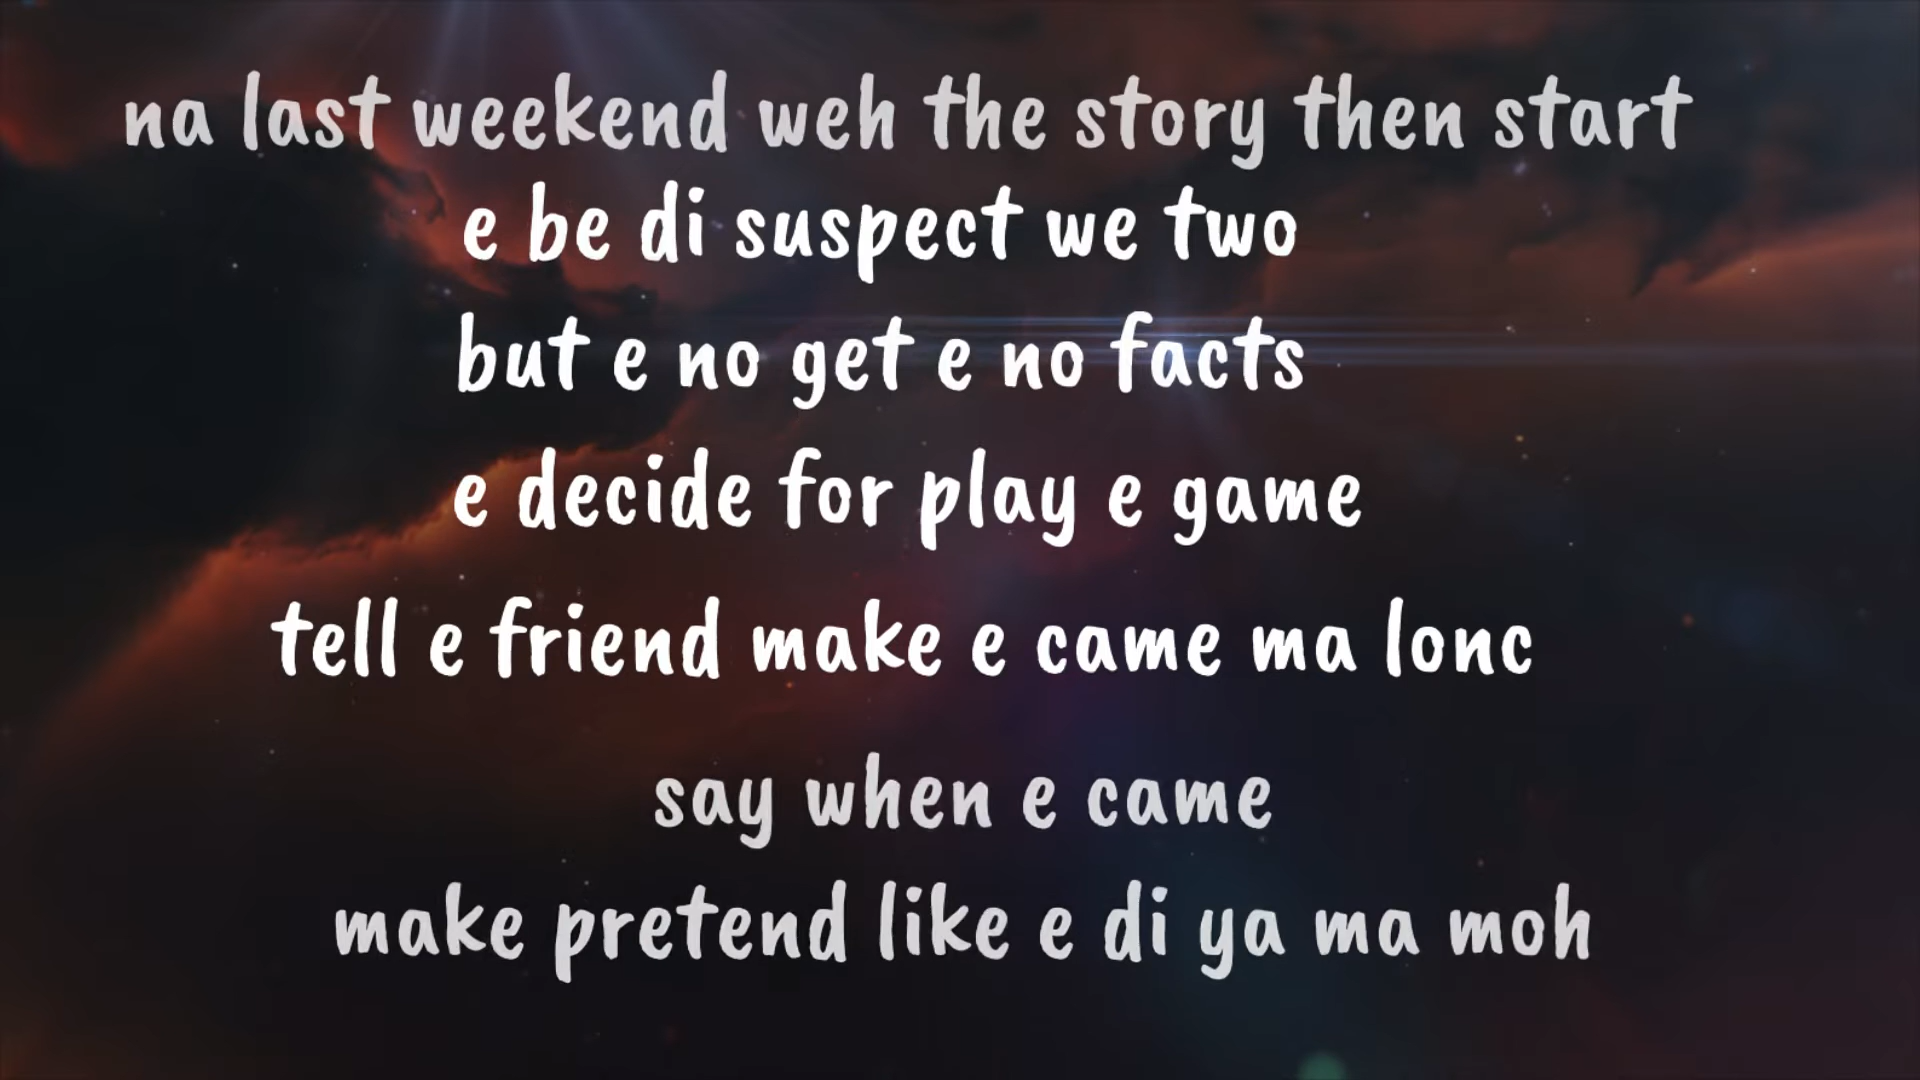 na last weekend weh the story then start
e be di suspect we two
but e no get e no facts
e decide for play e game
tell e friend make e came ma lonc
say when e came
make pretend like e di ya ma moh